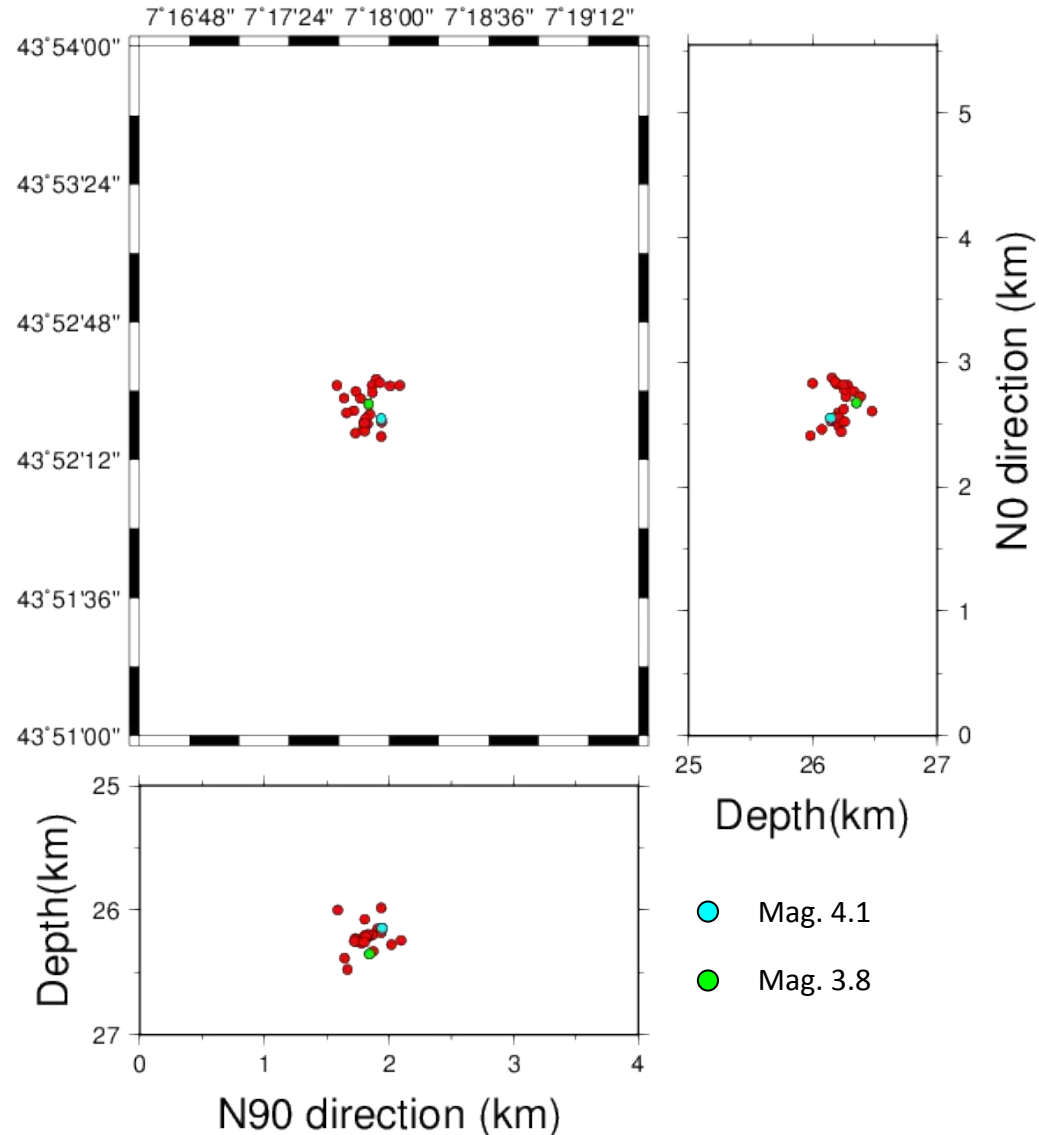 7˚16'48" 7˚17'24" 7˚18'00" 7˚18'36" 7˚19'12"
43˚54'00"
43˚53'24"
43˚52'48"
43˚52'12"
43˚51'36"
43˚51'00"
5
4
3
2
1
0
N0 direction (km)
25 26 27
Depth(km)
25
26
27
Depth(km)
0 1 2 3 4
N90 direction (km)
Mag. 4.1
Mag. 3.8